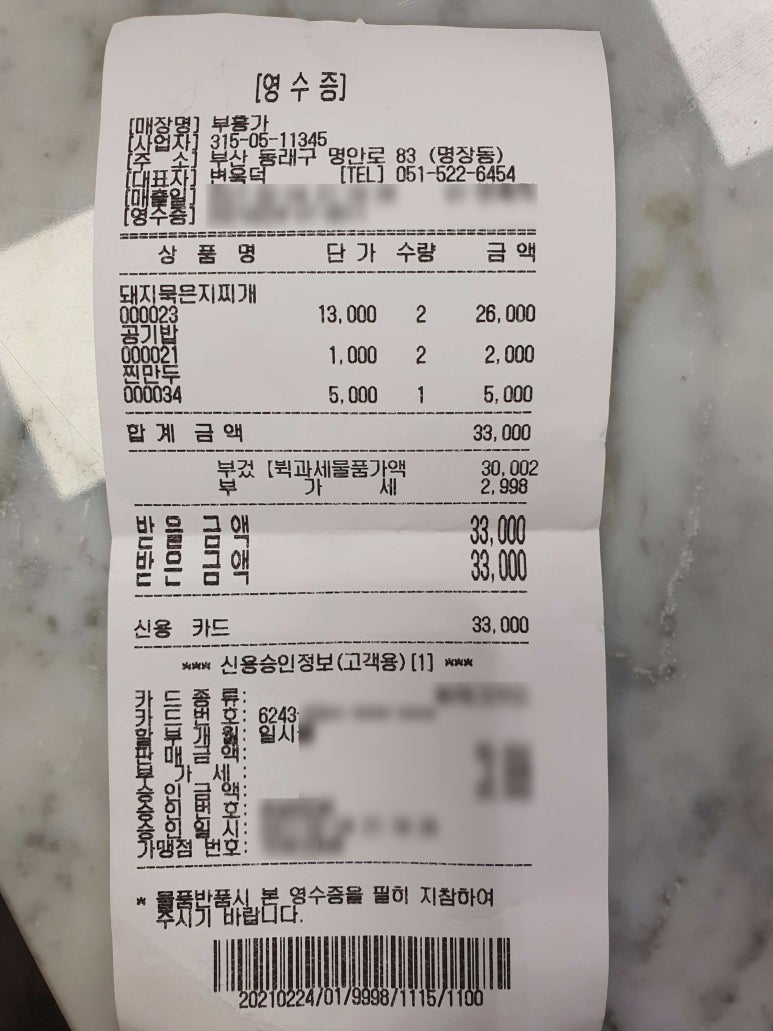 [영 수 증]
[매장명] 부흥가
[사업자] 315-05-11345
[주 소] 부산 동래구 명안로 83 (명장동)
[대표자] 변욱덕 [TEL] 051-522-6454
[매출일]
[영수증]
상 품 명 단 가 수량 금 액
돼지묵은지찌개
000023 13,000 2 26,000
공기밥
000021 1,000 2 2,000
찐만두
000034 5,000 1 5,000
합 계 금 액 33,000
부겄 [뷕과세물품가액 30,002
부 가 세 2,998
받을 금액 33,000
받은 금액 33,000
신용 카드 33,000
*** 신용승인정보(고객용)[1] ***
카 드 종 류:
카 드 번 호: 6243
할 부 개 월: 일시
판 매 금 액:
부 가 세 :
승 인 금 액:
승 인 번 호:
승 인 일 시:
가맹점 번호:
* 물품반품시 본 영수증을 필히 지참하여
주시기 바랍니다.
20210224/01/9998/1115/1100